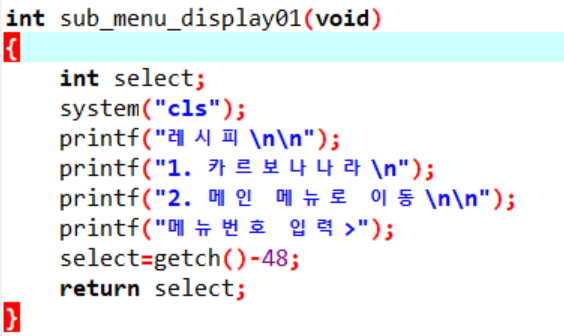 int sub_menu_display01(void)
{
    int select;
    system("cls");
    printf("레시피\n\n");
    printf("1. 카르보나나라\n");
    printf("2. 메인 메뉴로 이동\n\n");
    printf("메뉴번호 입력>");
    select=getch()-48;
    return select;
}